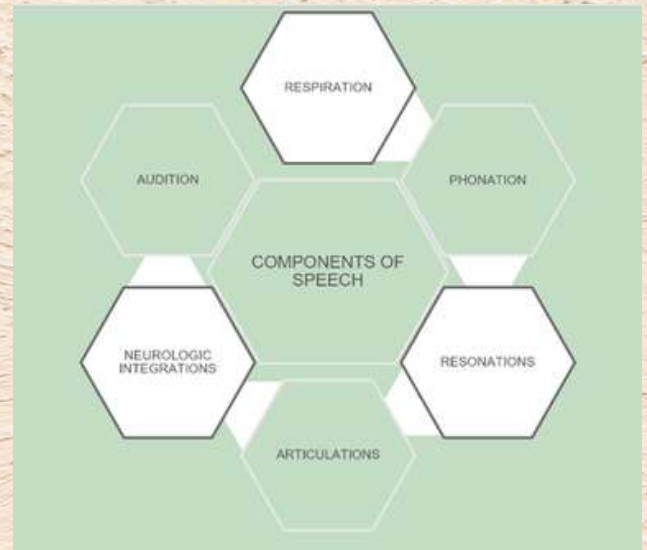 RESPIRATION
PHONATION
AUDITION
COMPONENTS OF
SPEECH
RESONATIONS
NEUROLOGIC
INTEGRATIONS
ARTICULATIONS